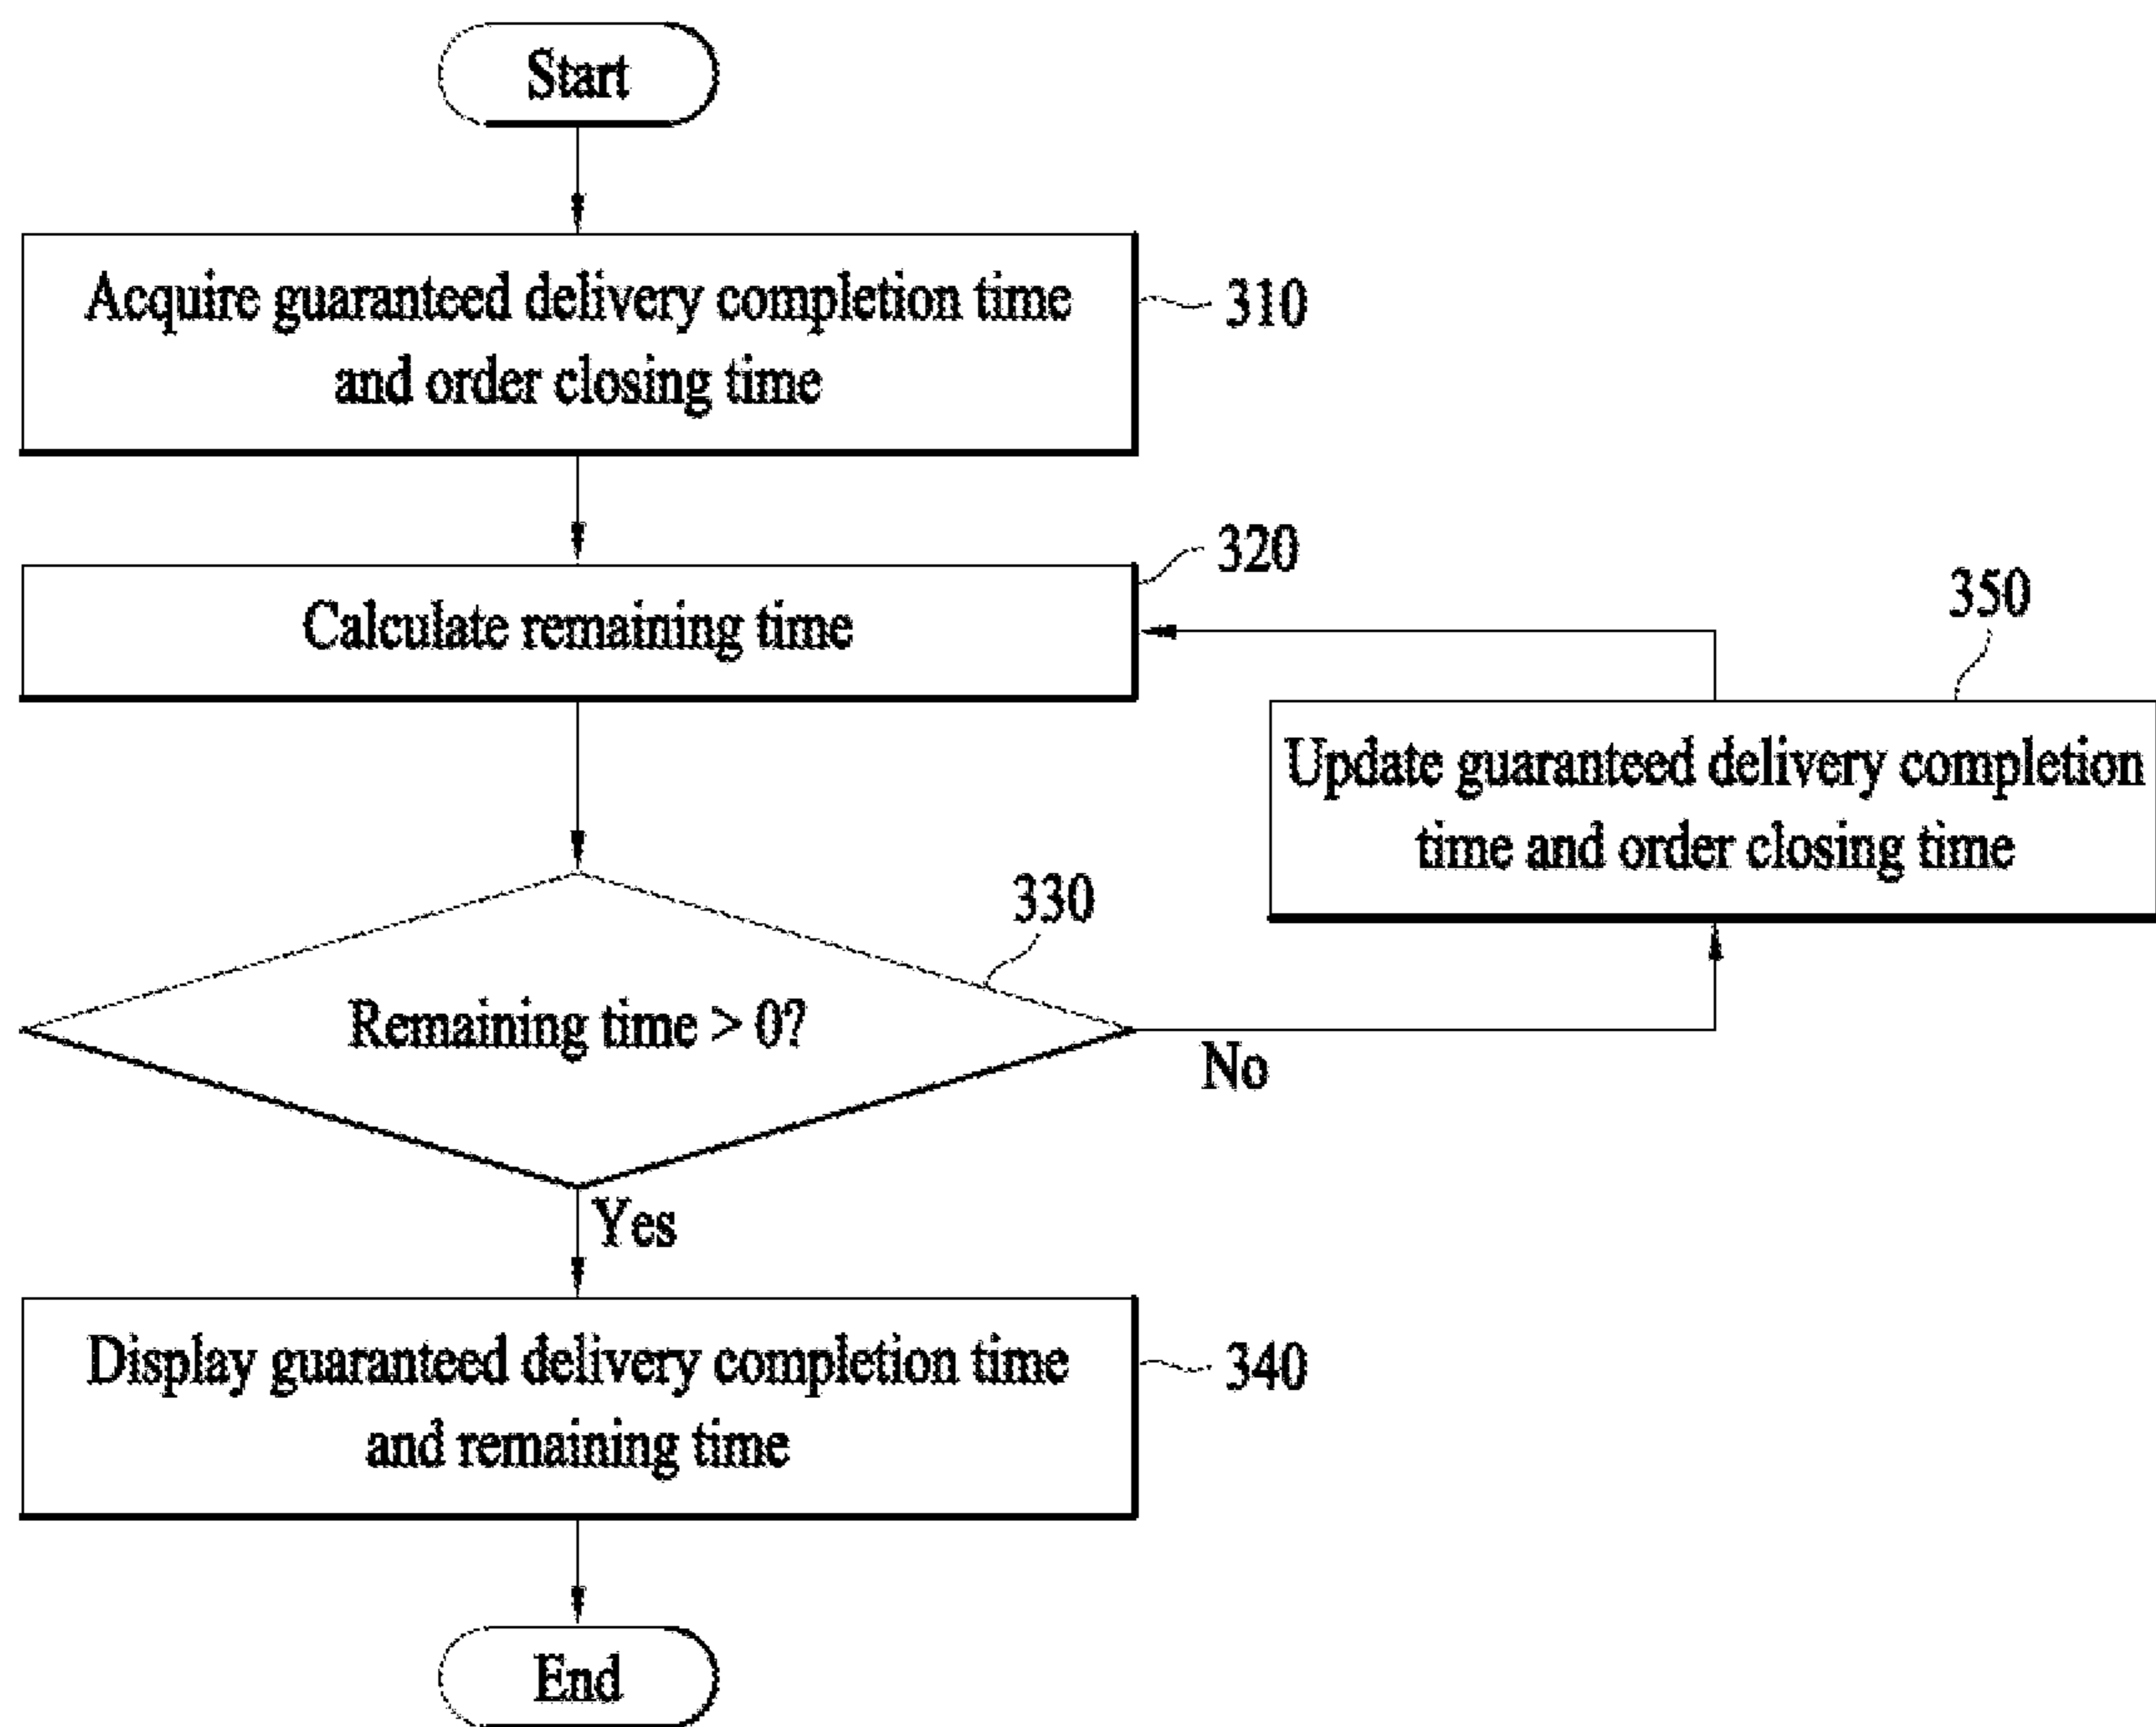 Start
Acquire guaranteed delivery completion time
and order closing time
310
Calculate remaining time
320
350
Update guaranteed delivery completion
time and order closing time
330
Remaining time > 0?
No
Yes
Display guaranteed delivery completion time
and remaining time
340
End